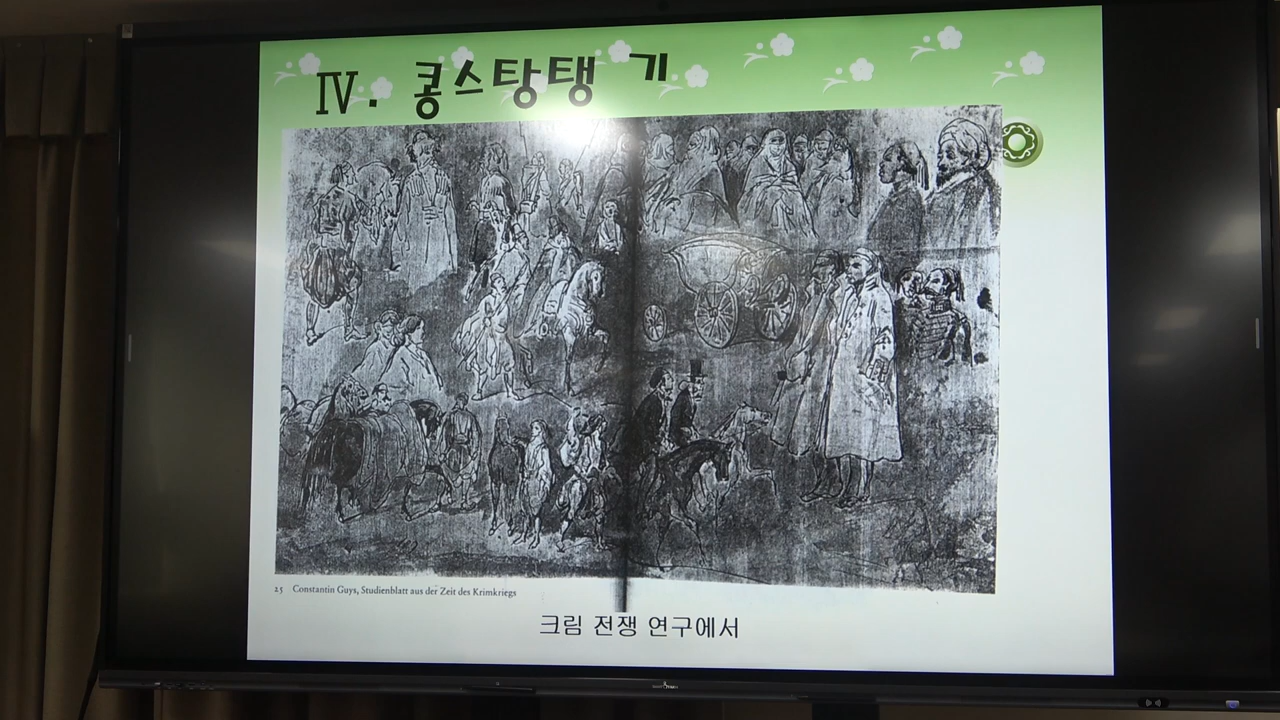 Ⅳ. 콩스탕탱 기
25 Constantin Guys, Studienblatt aus der Zeit des Krimkriegs
크림 전쟁 연구에서